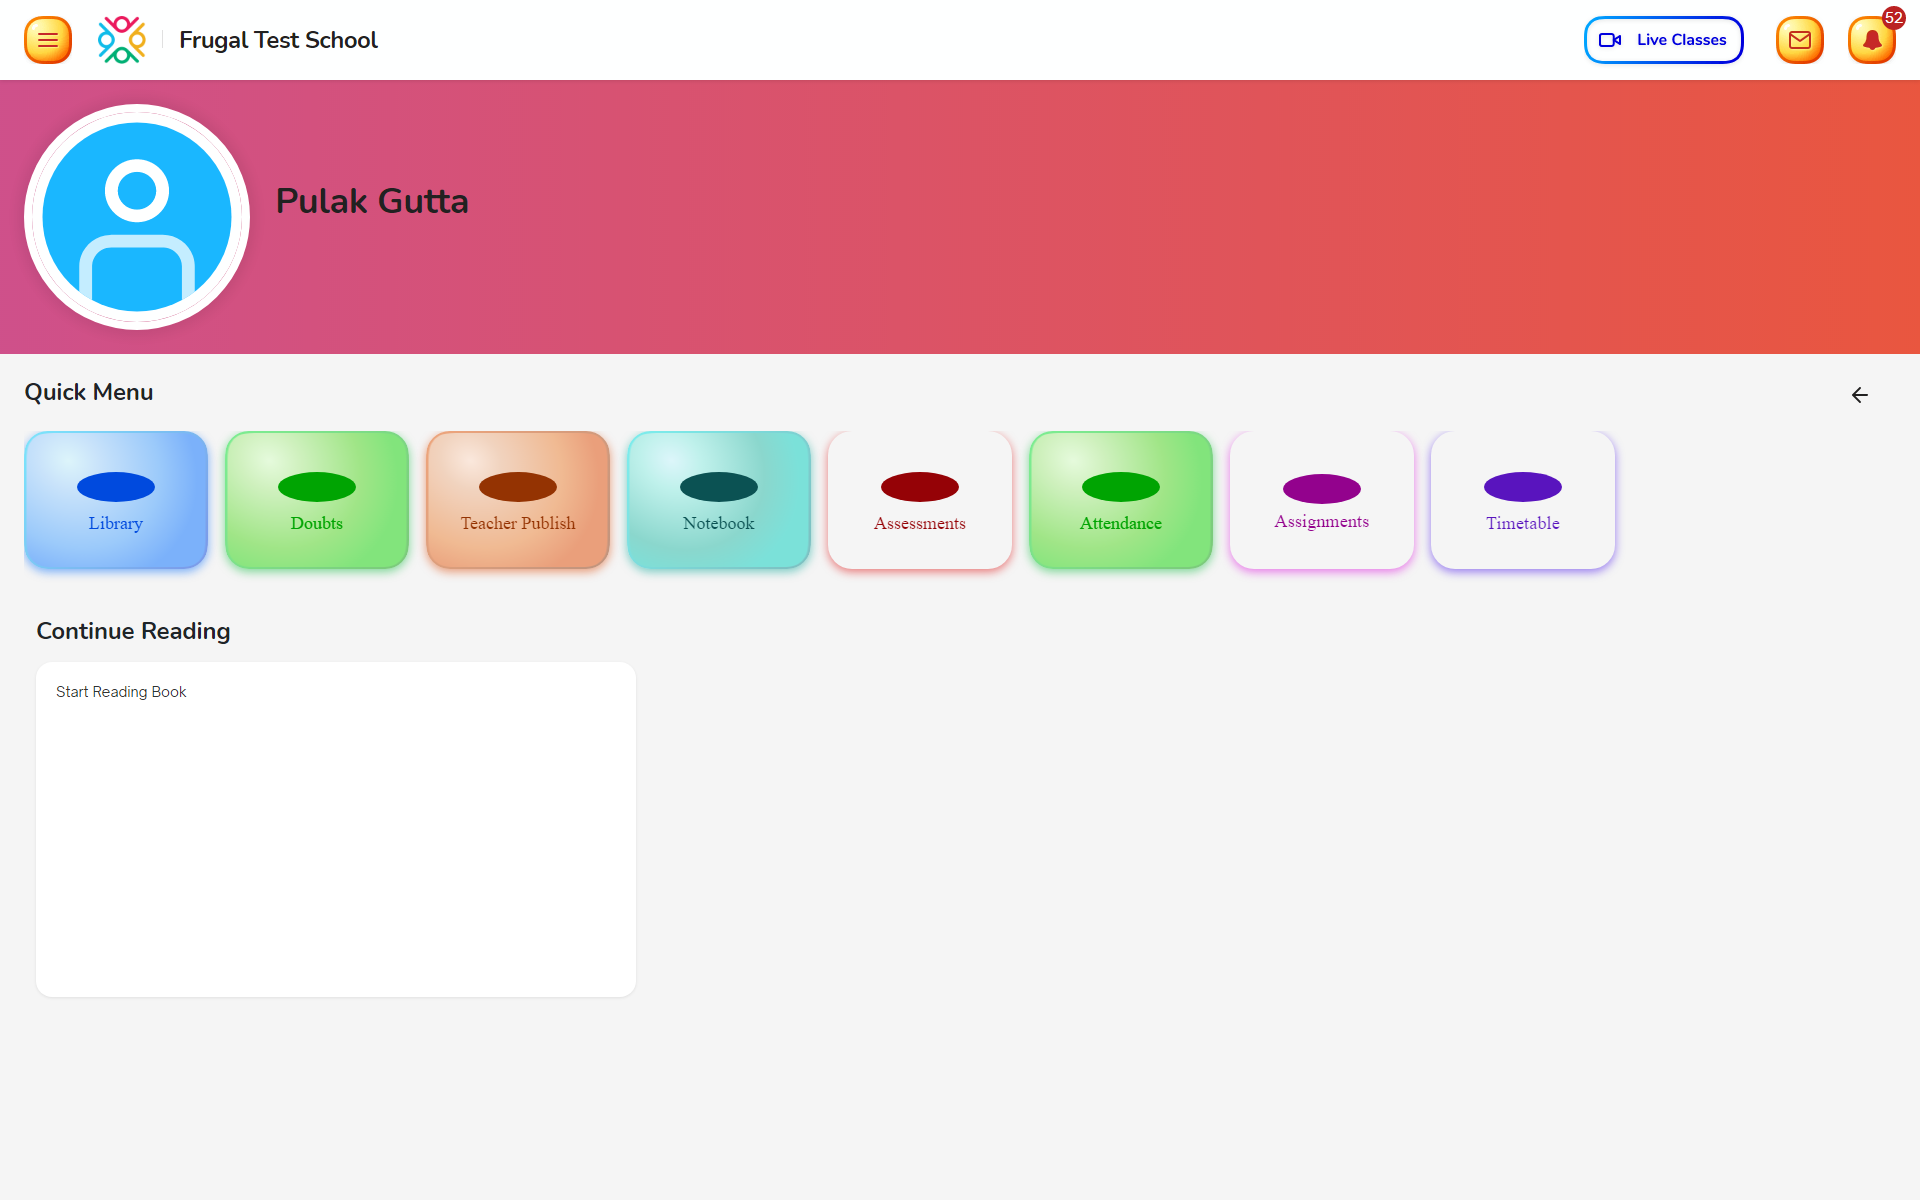 Frugal Test School
Live Classes
52
Pulak Gutta
Quick Menu
Library
Doubts
Teacher Publish
Notebook
Assessments
Attendance
Assignments
Timetable
Continue Reading
Start Reading Book